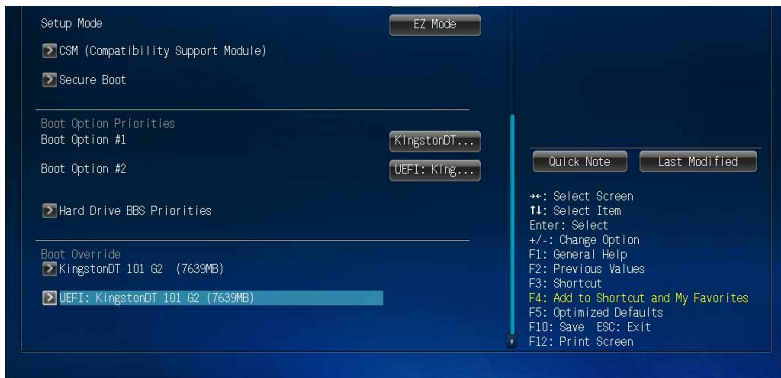 Setup Mode
EZ Mode
CSM (Compatibility Support Module)
Secure Boot
Boot Option Priorities
Boot Option #1
KingstonDT...
Boot Option #2
UEFI: King...
Hard Drive BBS Priorities
Boot Override
KingstonDT 101 G2 (7639MB)
UEFI: KingstonDT 101 G2 (7639MB)
Quick Note
Last Modified
→←: Select Screen
↑↓: Select Item
Enter: Select
+/-: Change Option
F1: General Help
F2: Previous Values
F3: Shortcut
F4: Add to Shortcut and My Favorites
F5: Optimized Defaults
F10: Save ESC: Exit
F12: Print Screen